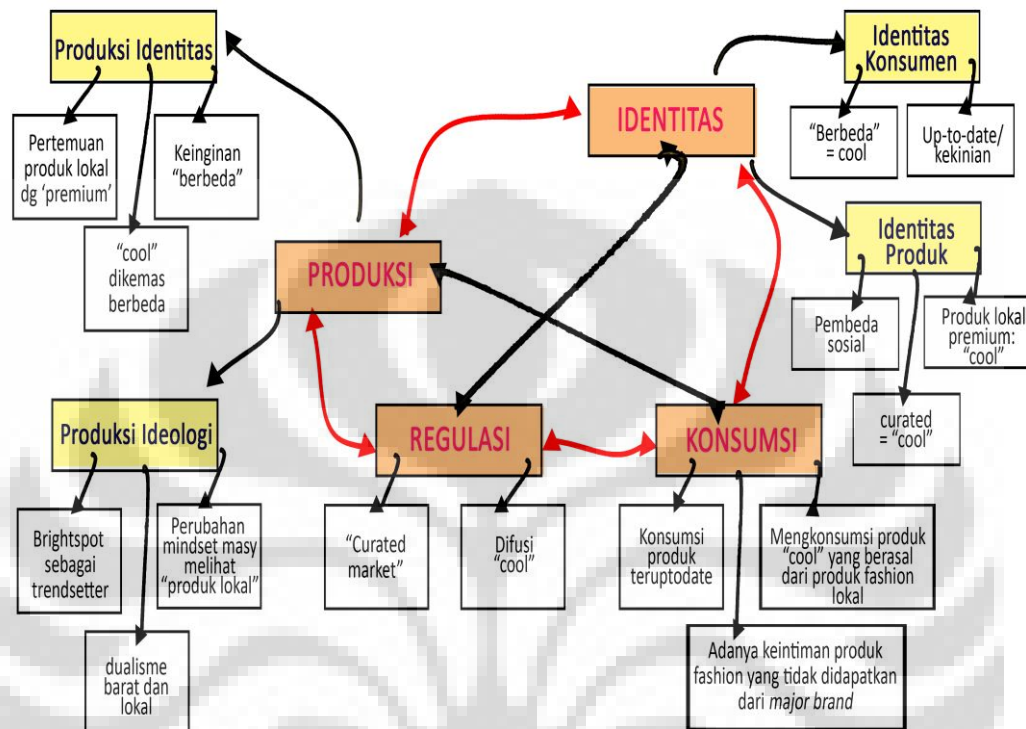 Produksi Identitas
Pertemuan
produk lokal
dg ‘premium’
“cool”
dikemas
berbeda
Keinginan
“berbeda”
IDENTITAS
Identitas
Konsumen
“Berbeda”
= cool
Up-to-date/
kekinian
Identitas
Produk
Pembeda
sosial
curated
= “cool”
Produk lokal
premium:
“cool”
PRODUKSI
Produksi Ideologi
Brightspot
sebagai
trendsetter
dualisme
barat dan
lokal
Perubahan
mindset masy
melihat
“produk lokal”
REGULASI
“Curated
market”
Difusi
“cool”
KONSUMSI
Konsumsi
produk
teruptodate
Adanya keintiman produk
fashion yang tidak didapatkan
dari major brand
Mengkonsumsi produk
“cool” yang berasal
dari produk fashion
lokal